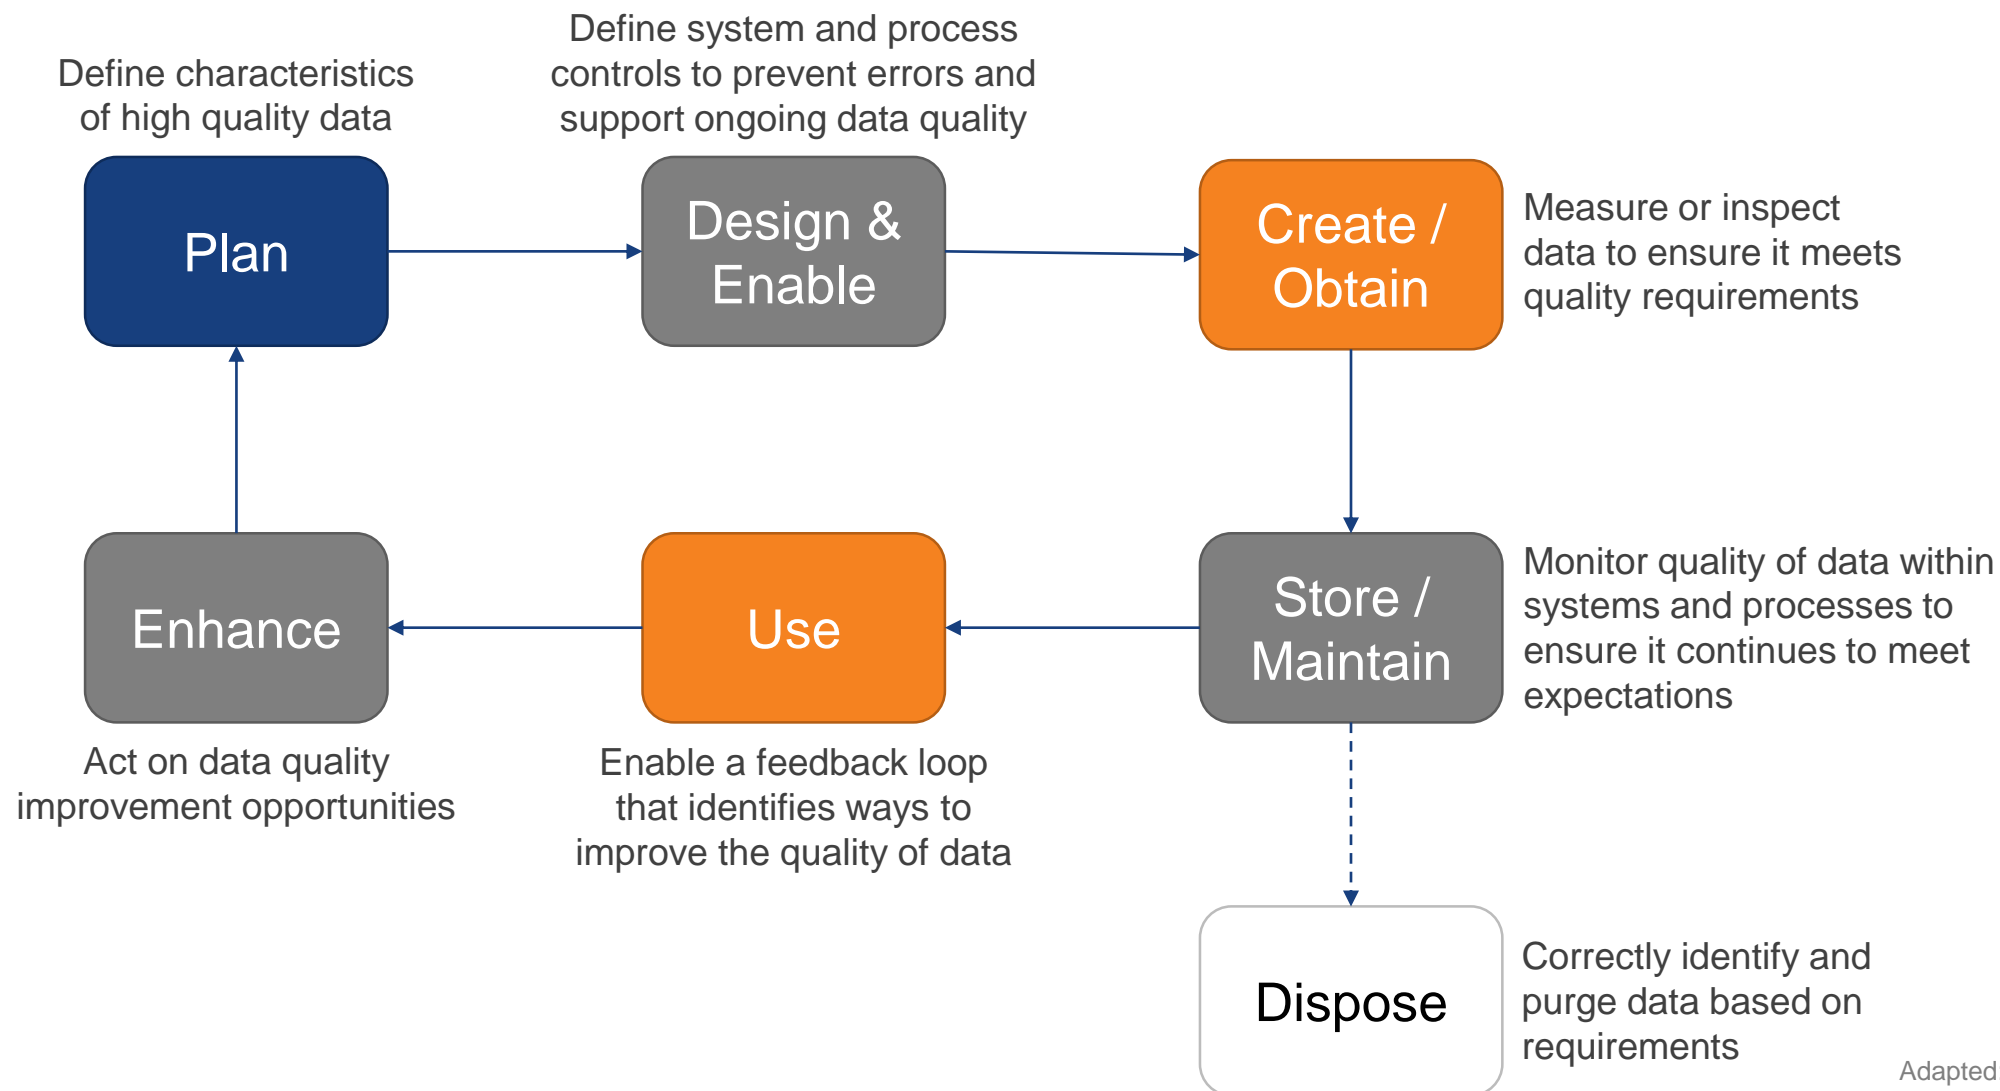 Define characteristics
of high quality data
Define system and process
controls to prevent errors and
support ongoing data quality
Plan
Design &
Enable
Create /
Obtain
Measure or inspect
data to ensure it meets
quality requirements
Enhance
Use
Store /
Maintain
Monitor quality of data within
systems and processes to
ensure it continues to meet
expectations
Act on data quality
improvement opportunities
Enable a feedback loop
that identifies ways to
improve the quality of data
Dispose
Correctly identify and
purge data based on
requirements
Adapted